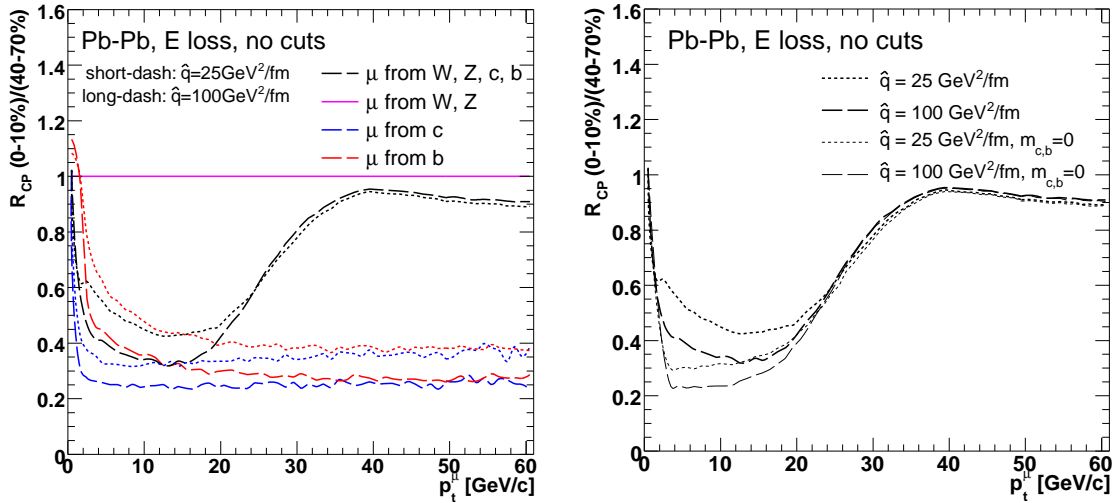 Pb-Pb, E loss, no cuts
short-dash: q̂=25GeV²/fm
long-dash: q̂=100GeV²/fm
μ from W, Z, c, b
μ from W, Z
μ from c
μ from b
R_CP (0-10%)/(40-70%)
1.6
1.4
1.2
1
0.8
0.6
0.4
0.2
0
0 10 20 30 40 50 60
p_t^μ [GeV/c]
Pb-Pb, E loss, no cuts
q̂ = 25 GeV²/fm
q̂ = 100 GeV²/fm
q̂ = 25 GeV²/fm, m_c,b=0
q̂ = 100 GeV²/fm, m_c,b=0
R_CP (0-10%)/(40-70%)
1.6
1.4
1.2
1
0.8
0.6
0.4
0.2
0
0 10 20 30 40 50 60
p_t^μ [GeV/c]